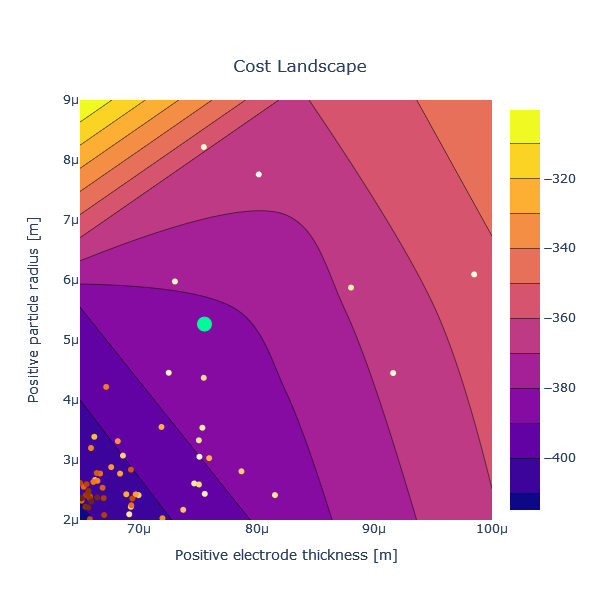 Cost Landscape
9μ
8μ
7μ
6μ
5μ
4μ
3μ
2μ
Positive particle radius [m]
70μ
80μ
90μ
100μ
Positive electrode thickness [m]
−320
−340
−360
−380
−400